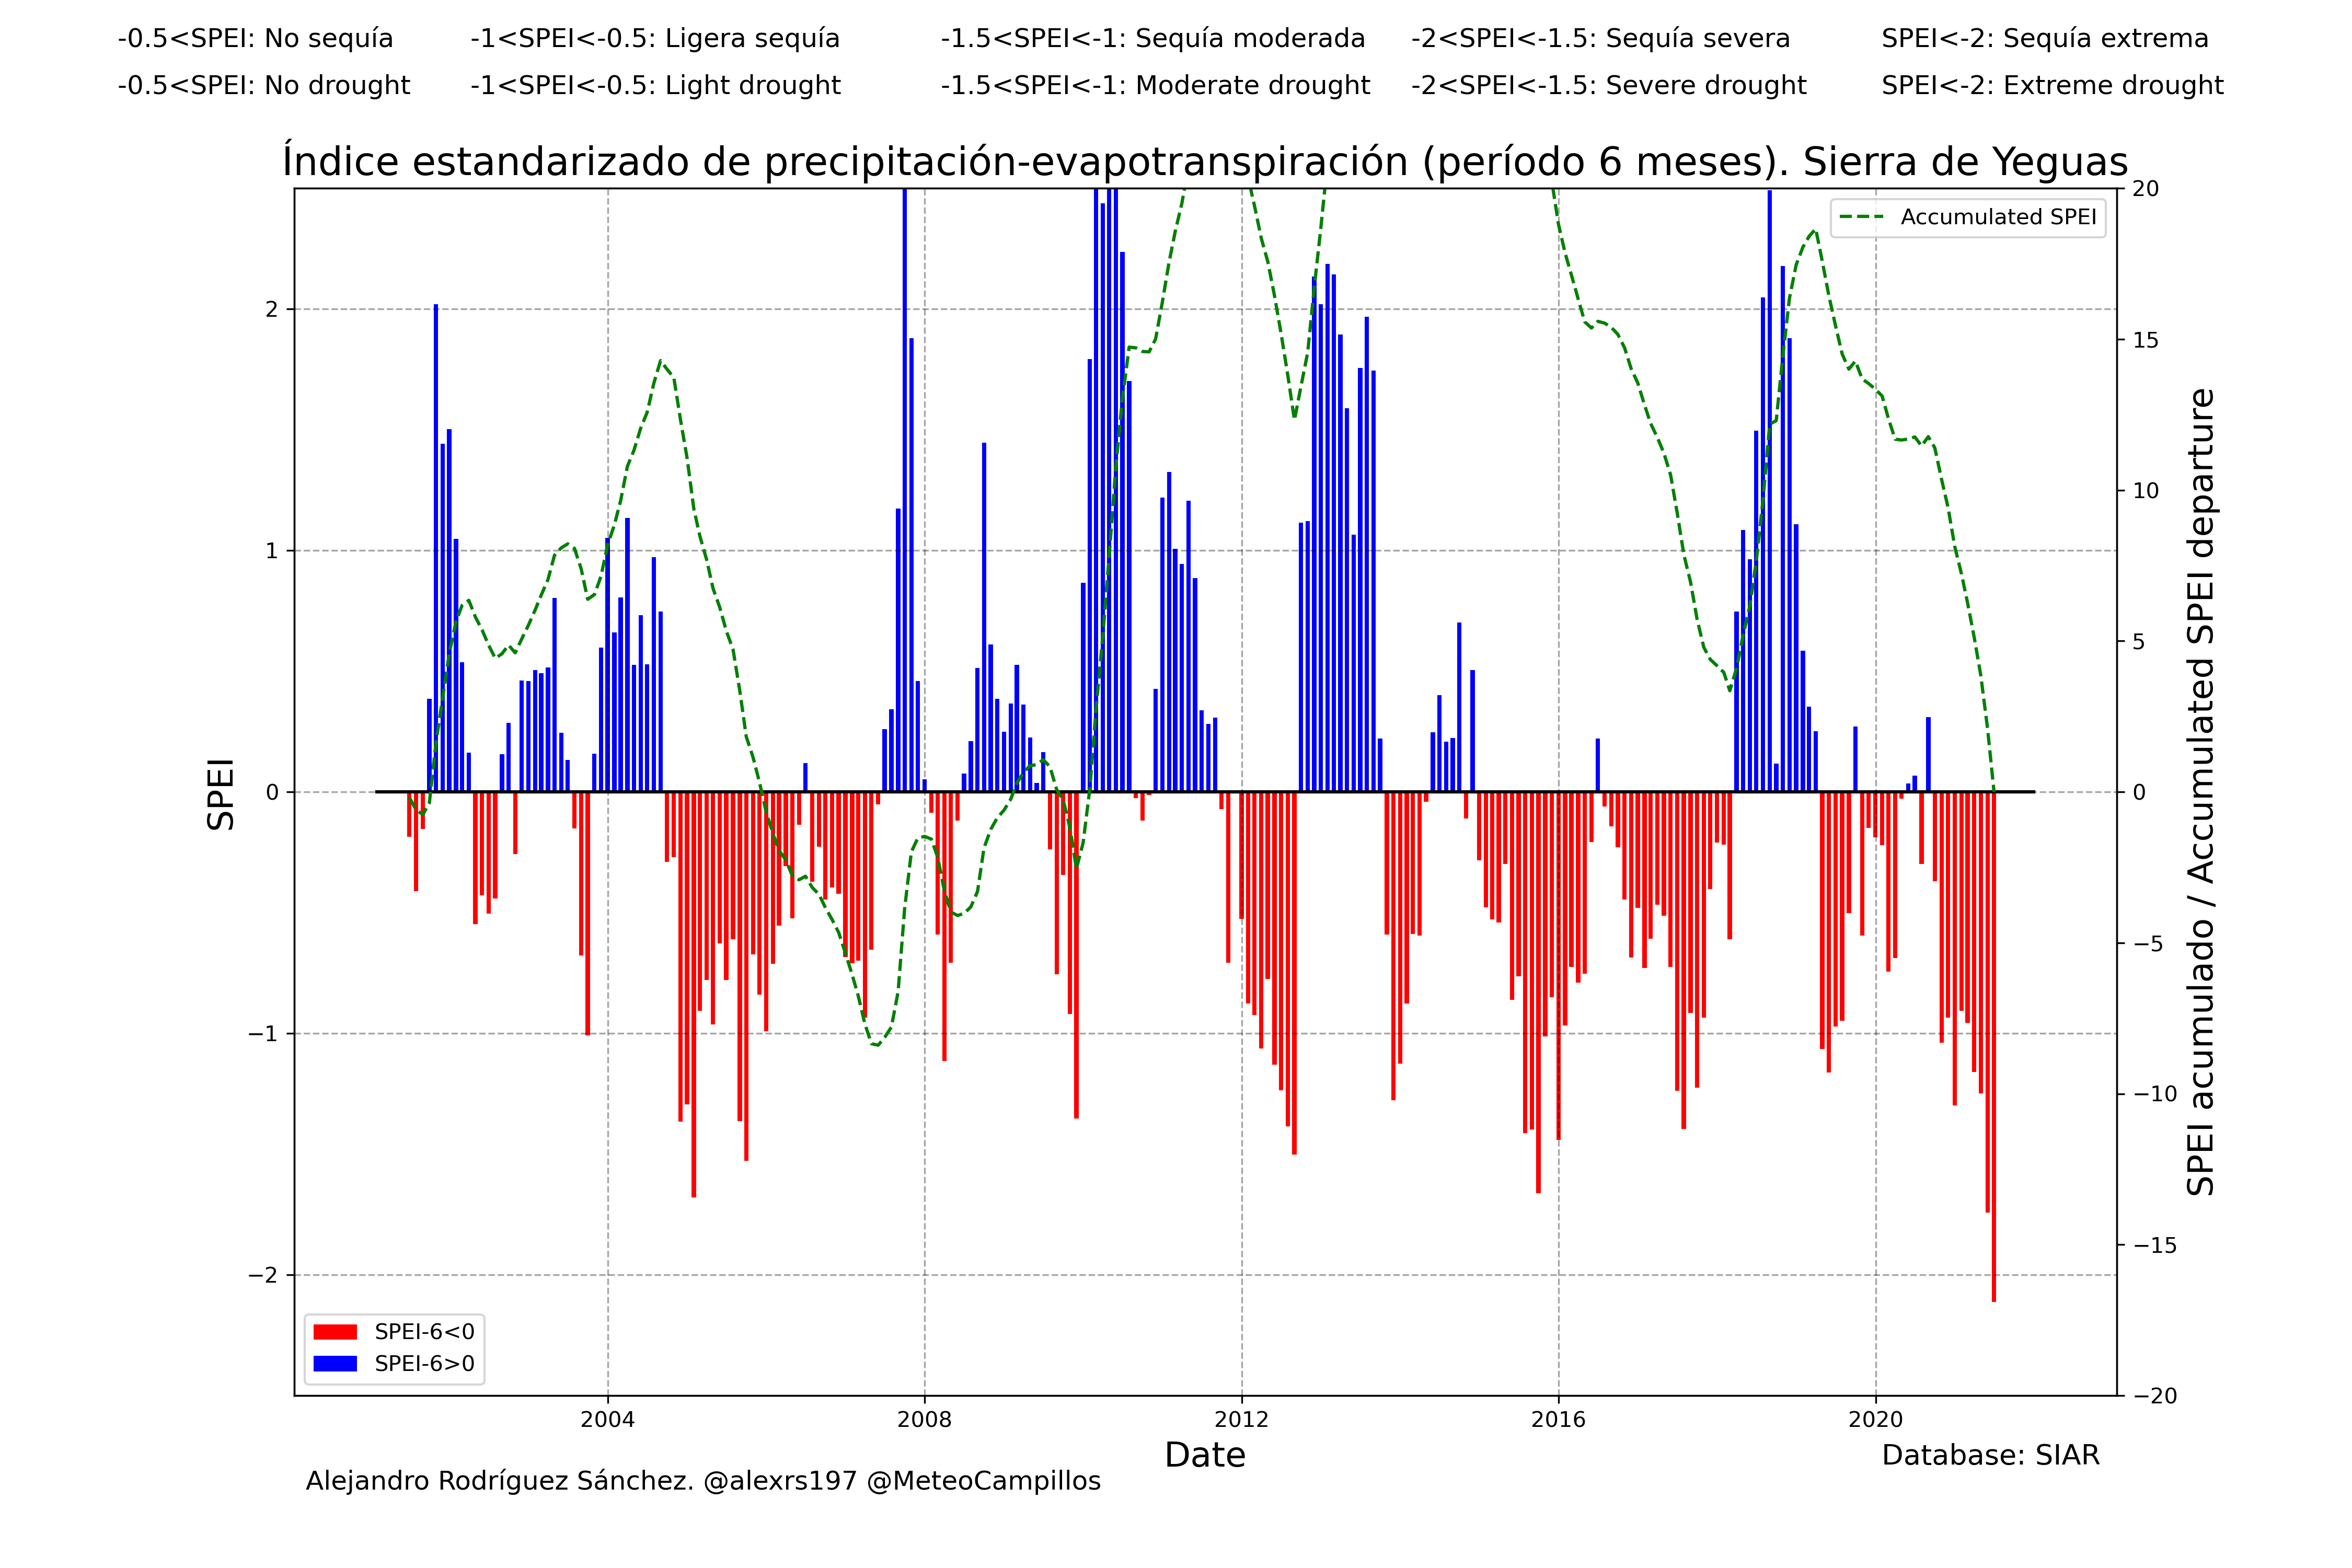 -0.5<SPEI: No sequía -1<SPEI<-0.5: Ligera sequía -1.5<SPEI<-1: Sequía moderada -2<SPEI<-1.5: Sequía severa SPEI<-2: Sequía extrema
-0.5<SPEI: No drought -1<SPEI<-0.5: Light drought -1.5<SPEI<-1: Moderate drought -2<SPEI<-1.5: Severe drought SPEI<-2: Extreme drought
Índice estandarizado de precipitación-evapotranspiración (período 6 meses). Sierra de Yeguas
Accumulated SPEI
SPEI
2
1
0
−1
−2
20
15
10
5
0
−5
−10
−15
−20
SPEI acumulado / Accumulated SPEI departure
SPEI-6<0
SPEI-6>0
2004 2008 2012 2016 2020
Date
Database: SIAR
Alejandro Rodríguez Sánchez. @alexrs197 @MeteoCampillos